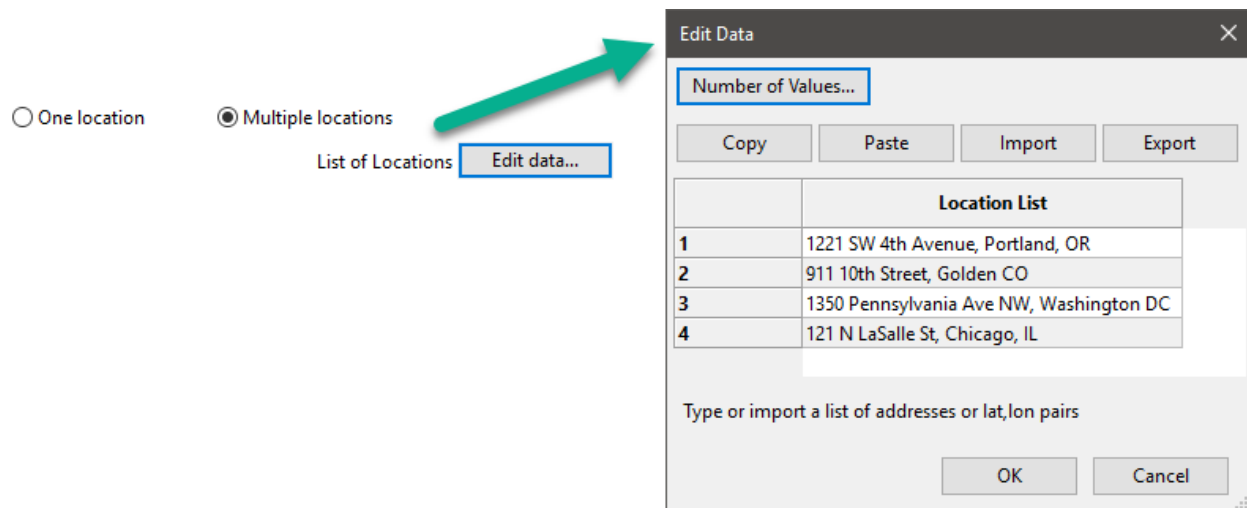 One location
Multiple locations
List of Locations
Edit data...
Edit Data
Number of Values...
Copy
Paste
Import
Export
Location List
1 1221 SW 4th Avenue, Portland, OR
2 911 10th Street, Golden CO
3 1350 Pennsylvania Ave NW, Washington DC
4 121 N LaSalle St, Chicago, IL
Type or import a list of addresses or lat,lon pairs
OK
Cancel